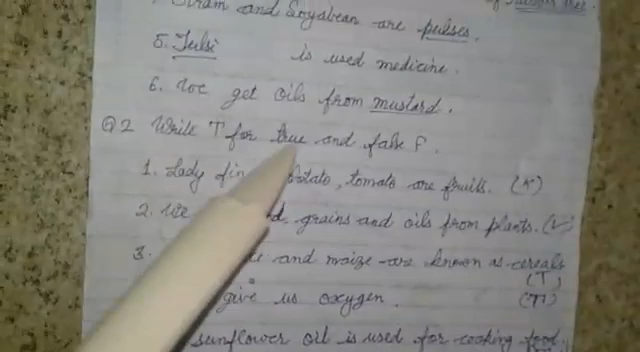 and Soyabean are pulses.
5. Tulsi is used medicine.
6. We get oils from mustard.
Q2 Write T for true and false F.
1. Lady fin potato, tomato are fruits. (X)
2. We d, grains and oils from plants. (✓)
3. and maize are known as cereals (T)
give us oxygen. (T)
sunflower oil is used for cooking food.